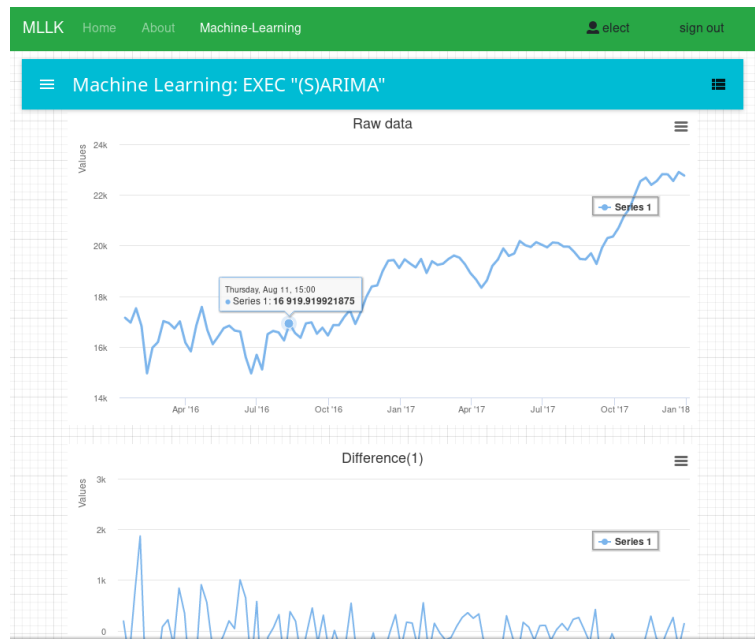 MLLK Home About Machine-Learning elect sign out
Machine Learning: EXEC "(S)ARIMA"
Raw data
Values
24k
22k
Series 1
20k
Thursday, Aug 11, 15:00
Series 1: 16 919.919921875
18k
16k
14k
Apr '16 Jul '16 Oct '16 Jan '17 Apr '17 Jul '17 Oct '17 Jan '18
Difference(1)
Values
3k
2k
Series 1
1k
0